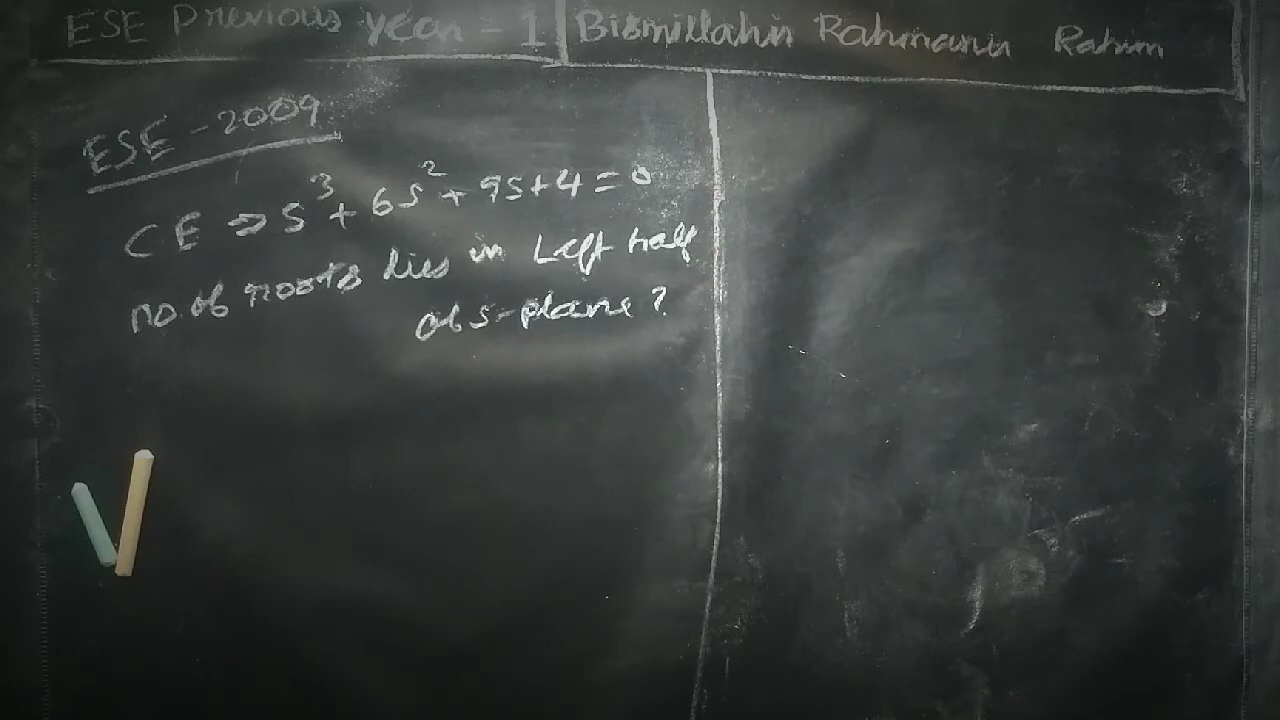 ESE Previous year - 1
Bismillahir Rahmanir Rahim
ESE - 2009
CE ⇒ s³ + 6s² + 9s + 4 = 0
no. of roots lies in Left half
of s-plane?